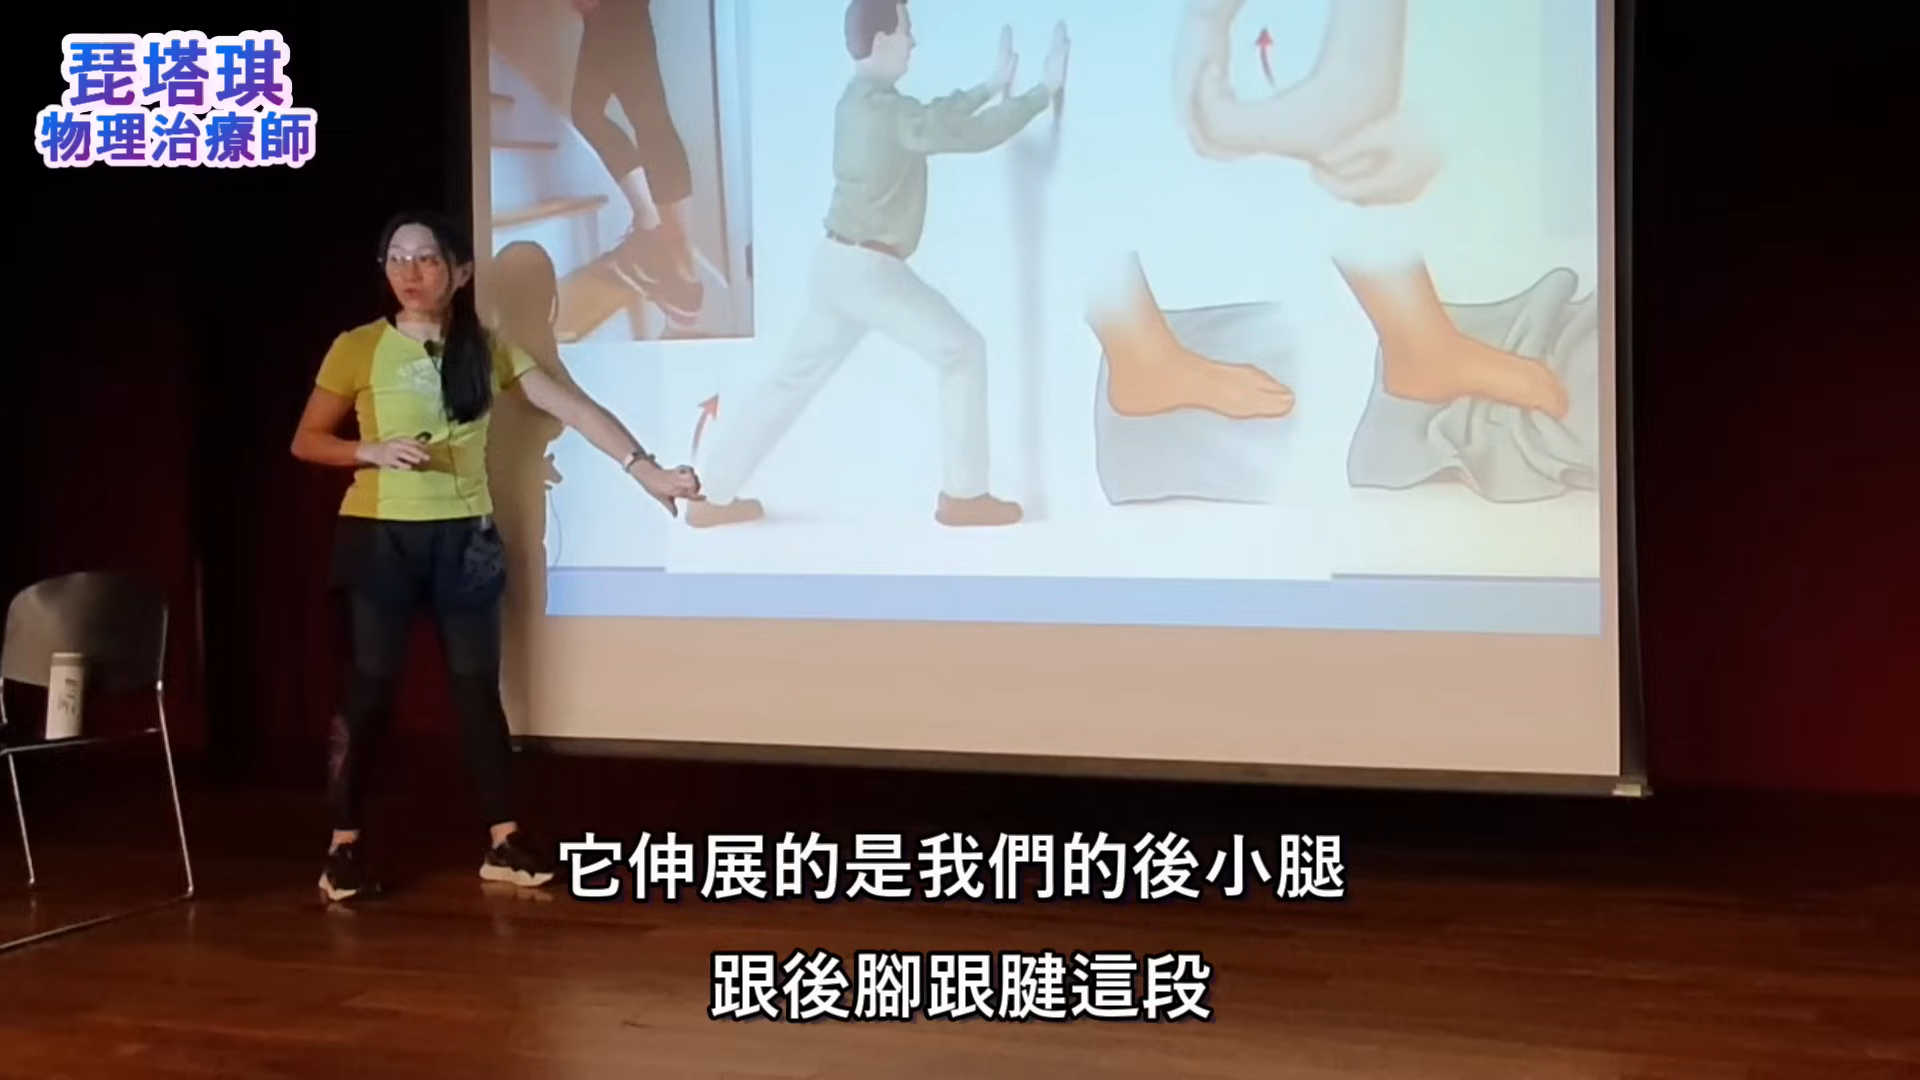 琵塔琪
物理治療師
它伸展的是我們的後小腿
跟後腳跟腱這段